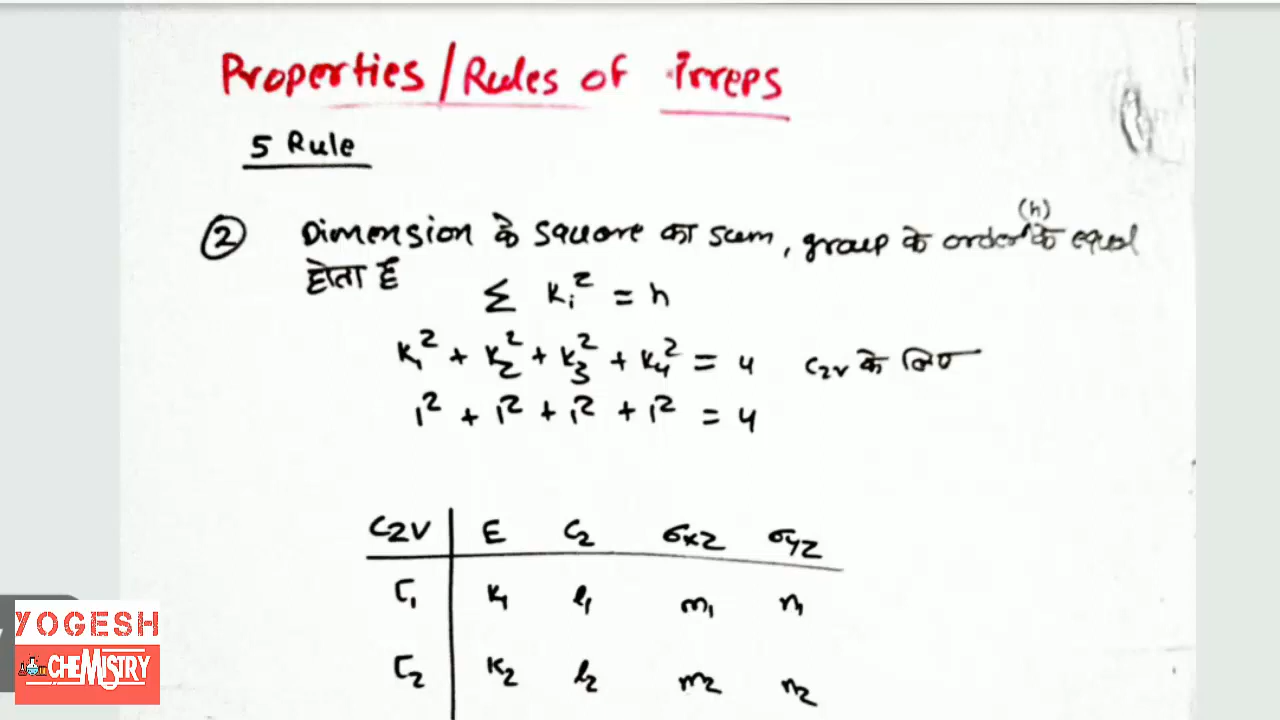 Properties / Rules of irreps
5 Rule
② Dimension के square का sum, group के order (h) के equal
होता है Σ Kᵢ² = h
K₁² + K₂² + K₃² + K₄² = 4 C2v के लिए
1² + 1² + 1² + 1² = 4
C2V E C₂ σxz σyz
Γ₁ K₁ l₁ m₁ n₁
Γ₂ K₂ l₂ m₂ n₂
YOGESH
CHEMISTRY